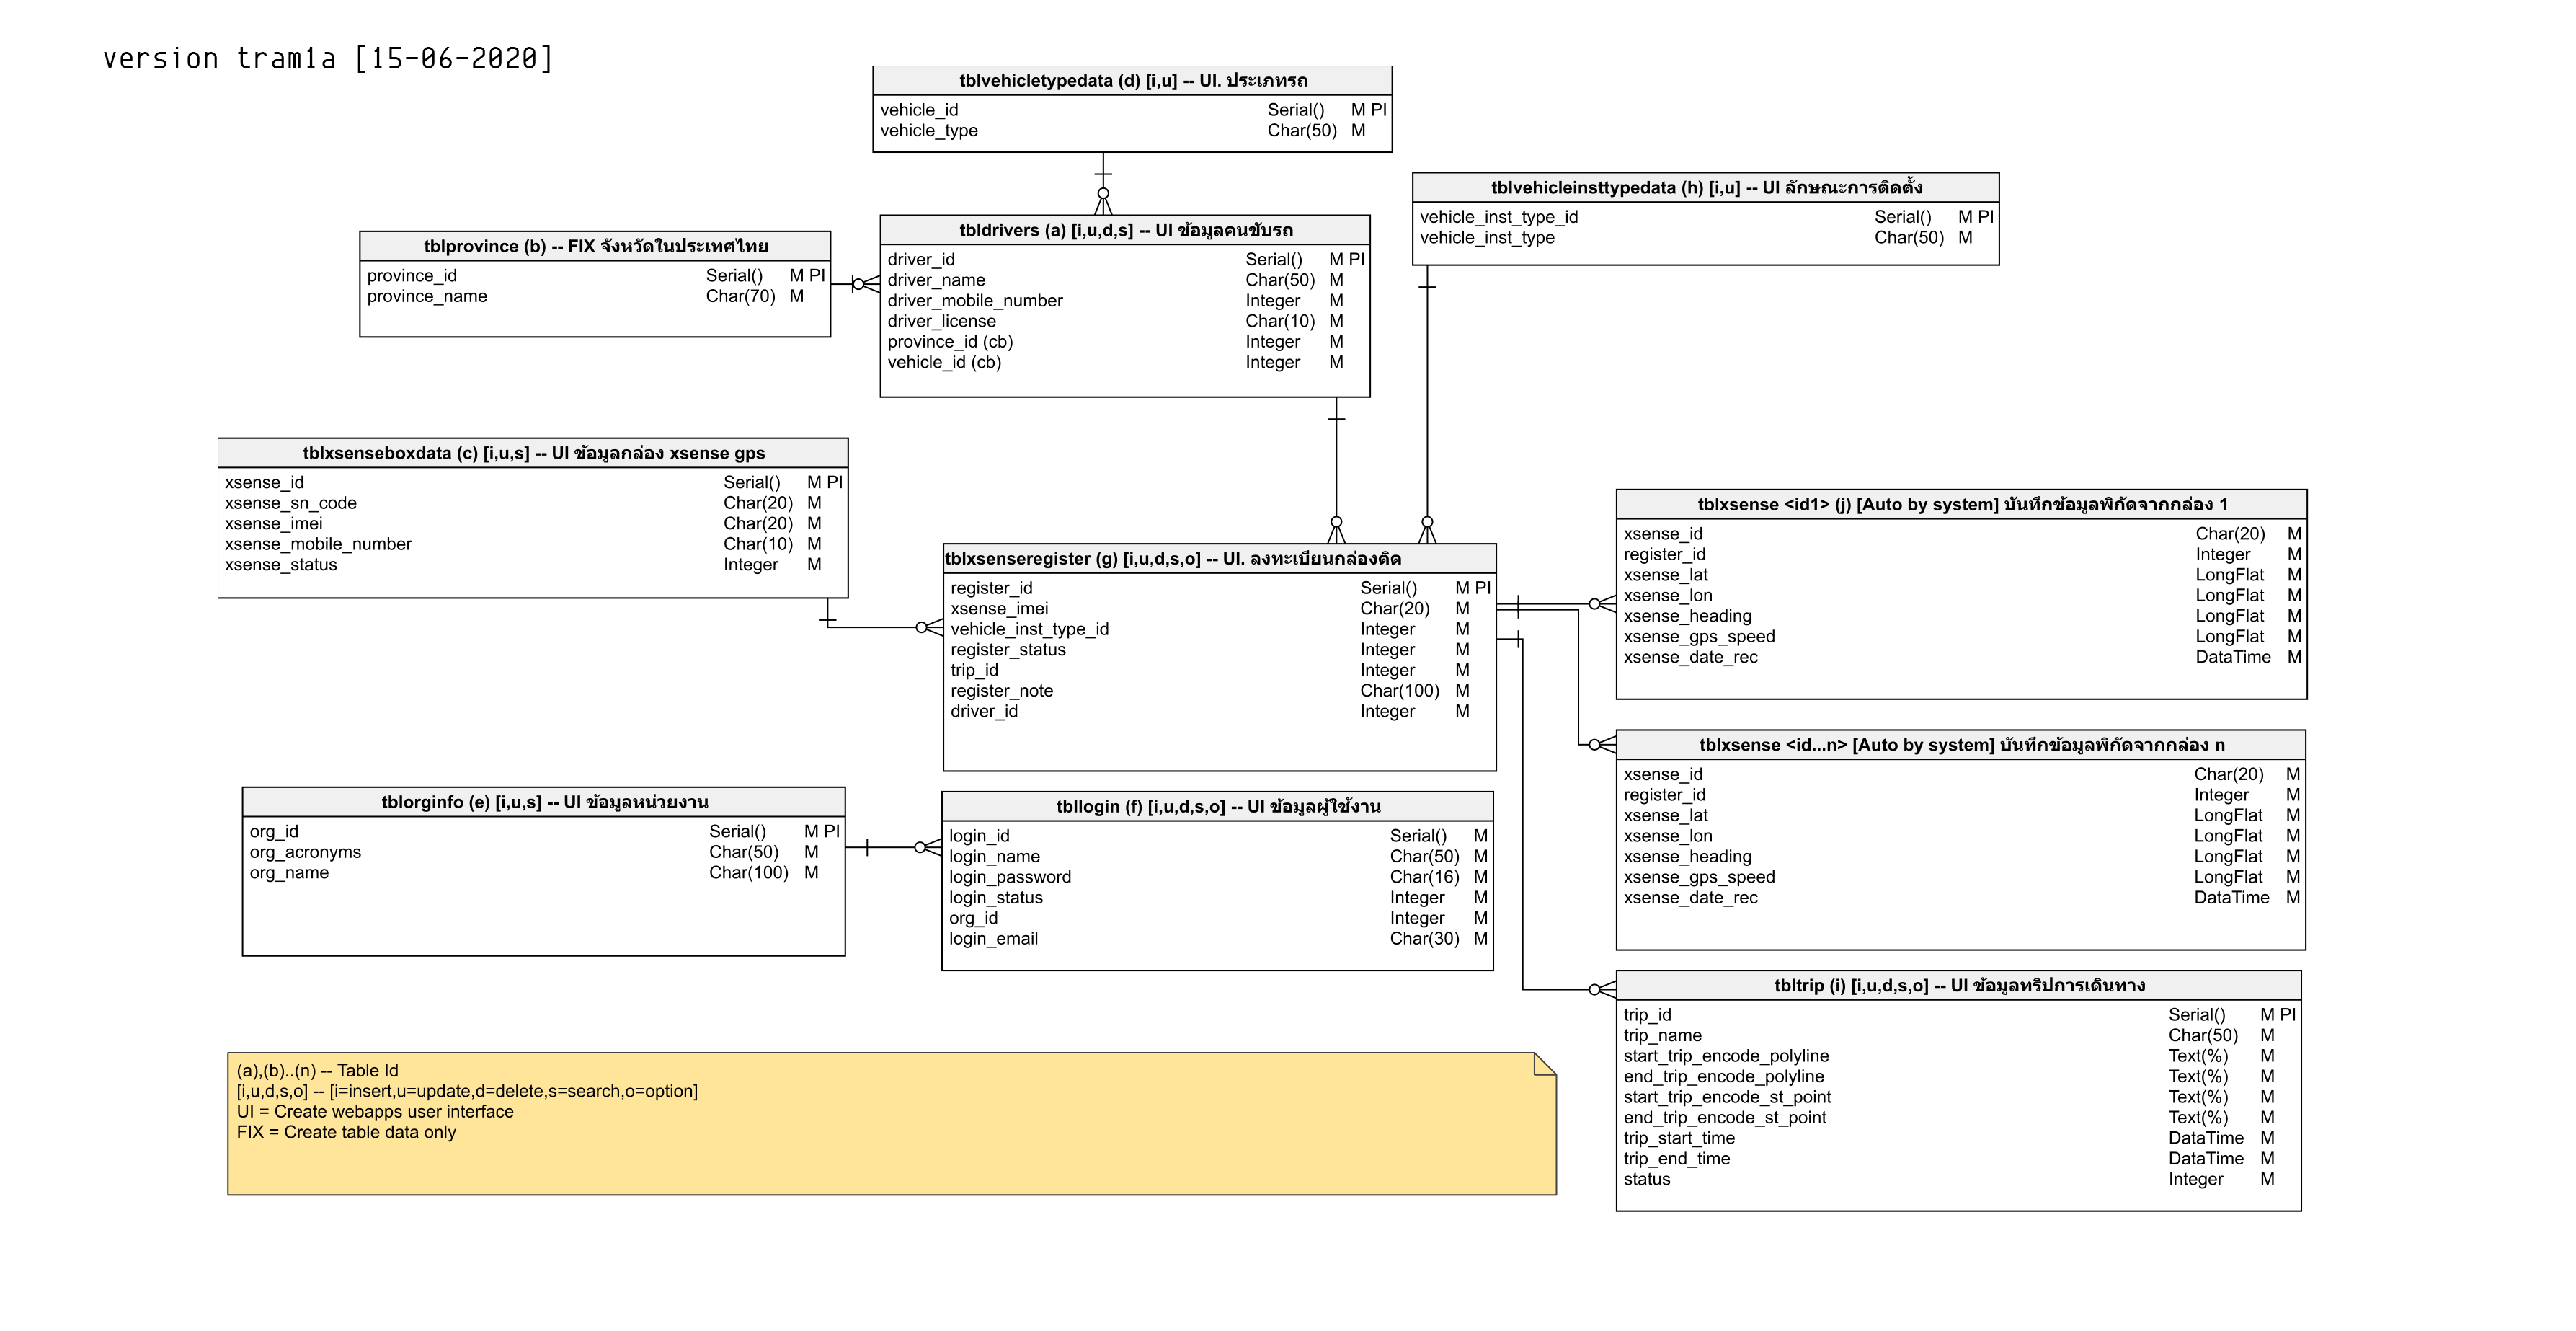 version tram1a [15-06-2020]
tblvehicletypedata (d) [i,u] -- UI. ประเภทรถ
vehicle_id Serial() M PI
vehicle_type Char(50) M
tblvehicleinsttypedata (h) [i,u] -- UI ลักษณะการติดตั้ง
vehicle_inst_type_id Serial() M PI
vehicle_inst_type Char(50) M
tblprovince (b) -- FIX จังหวัดในประเทศไทย
province_id Serial() M PI
province_name Char(70) M
tbldrivers (a) [i,u,d,s] -- UI ข้อมูลคนขับรถ
driver_id Serial() M PI
driver_name Char(50) M
driver_mobile_number Integer M
driver_license Char(10) M
province_id (cb) Integer M
vehicle_id (cb) Integer M
tblxsenseboxdata (c) [i,u,s] -- UI ข้อมูลกล่อง xsense gps
xsense_id Serial() M PI
xsense_sn_code Char(20) M
xsense_imei Char(20) M
xsense_mobile_number Char(10) M
xsense_status Integer M
tblxsenseregister (g) [i,u,d,s,o] -- UI. ลงทะเบียนกล่องติด
register_id Serial() M PI
xsense_imei Char(20) M
vehicle_inst_type_id Integer M
register_status Integer M
trip_id Integer M
register_note Char(100) M
driver_id Integer M
tblxsense <id1> (j) [Auto by system] บันทึกข้อมูลพิกัดจากกล่อง 1
xsense_id Char(20) M
register_id Integer M
xsense_lat LongFlat M
xsense_lon LongFlat M
xsense_heading LongFlat M
xsense_gps_speed LongFlat M
xsense_date_rec DataTime M
tblxsense <id...n> [Auto by system] บันทึกข้อมูลพิกัดจากกล่อง n
xsense_id Char(20) M
register_id Integer M
xsense_lat LongFlat M
xsense_lon LongFlat M
xsense_heading LongFlat M
xsense_gps_speed LongFlat M
xsense_date_rec DataTime M
tblorginfo (e) [i,u,s] -- UI ข้อมูลหน่วยงาน
org_id Serial() M PI
org_acronyms Char(50) M
org_name Char(100) M
tbllogin (f) [i,u,d,s,o] -- UI ข้อมูลผู้ใช้งาน
login_id Serial() M
login_name Char(50) M
login_password Char(16) M
login_status Integer M
org_id Integer M
login_email Char(30) M
tbltrip (i) [i,u,d,s,o] -- UI ข้อมูลทริปการเดินทาง
trip_id Serial() M PI
trip_name Char(50) M
start_trip_encode_polyline Text(%) M
end_trip_encode_polyline Text(%) M
start_trip_encode_st_point Text(%) M
end_trip_encode_st_point Text(%) M
trip_start_time DataTime M
trip_end_time DataTime M
status Integer M
(a),(b)..(n) -- Table Id
[i,u,d,s,o] -- [i=insert,u=update,d=delete,s=search,o=option]
UI = Create webapps user interface
FIX = Create table data only